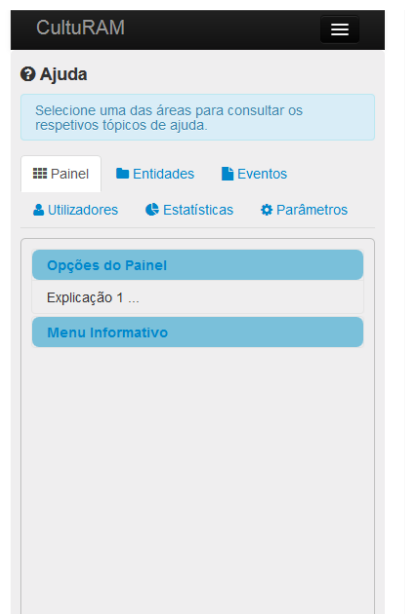 CultuRAM
Ajuda
Selecione uma das áreas para consultar os
respetivos tópicos de ajuda.
Painel Entidades Eventos
Utilizadores Estatísticas Parâmetros
Opções do Painel
Explicação 1 ...
Menu Informativo